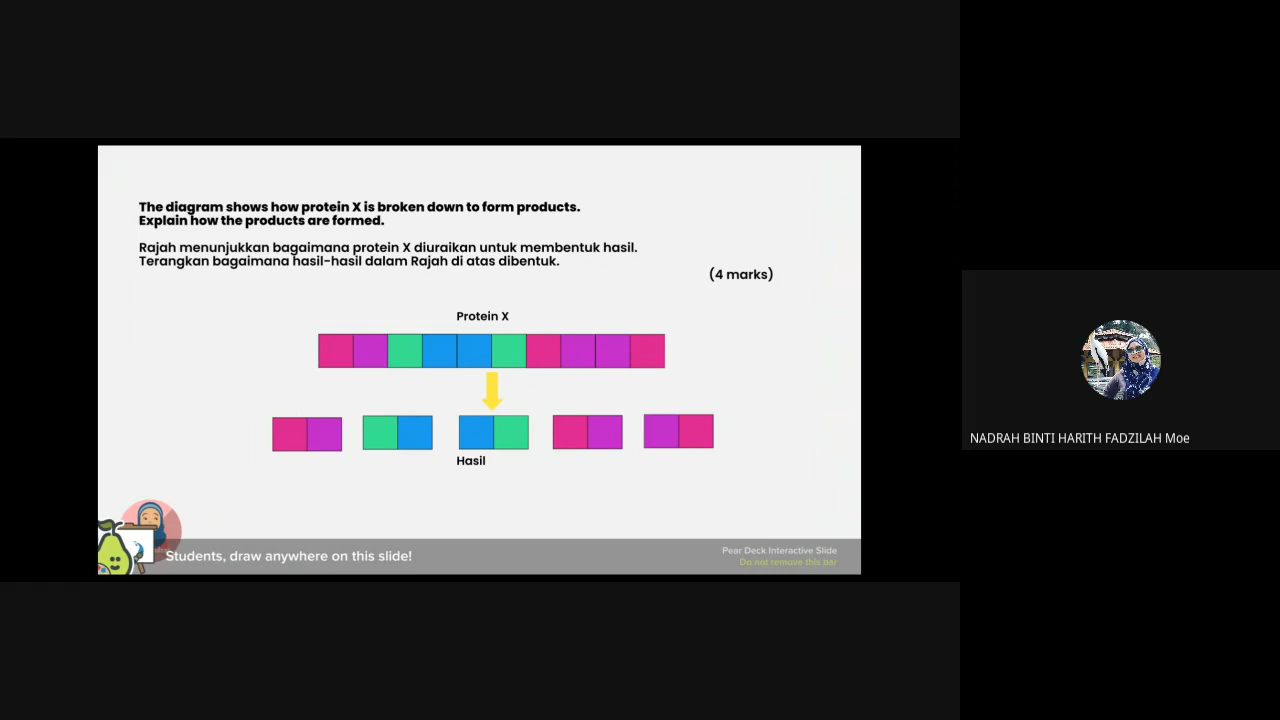 The diagram shows how protein X is broken down to form products.
Explain how the products are formed.
Rajah menunjukkan bagaimana protein X diuraikan untuk membentuk hasil.
Terangkan bagaimana hasil-hasil dalam Rajah di atas dibentuk.
(4 marks)
Protein X
Hasil
Students, draw anywhere on this slide!
Pear Deck Interactive Slide
Do not remove this bar
NADRAH BINTI HARITH FADZILAH Moe